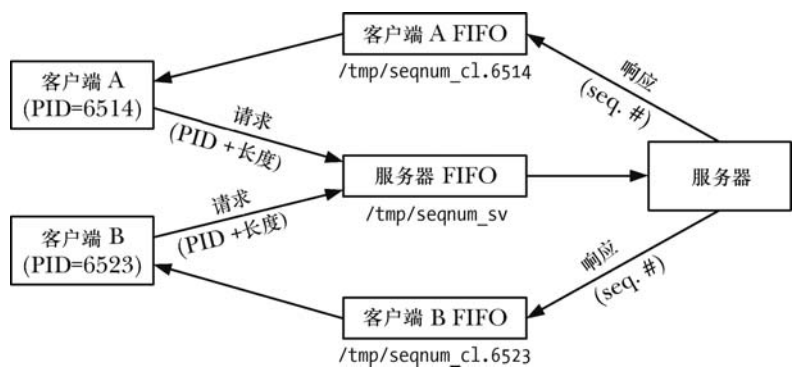 客户端 A FIFO
/tmp/seqnum_cl.6514
客户端 A
(PID=6514)
响应
(seq. #)
请求
(PID +长度)
服务器 FIFO
/tmp/seqnum_sv
服务器
请求
(PID +长度)
客户端 B
(PID=6523)
响应
(seq. #)
客户端 B FIFO
/tmp/seqnum_cl.6523